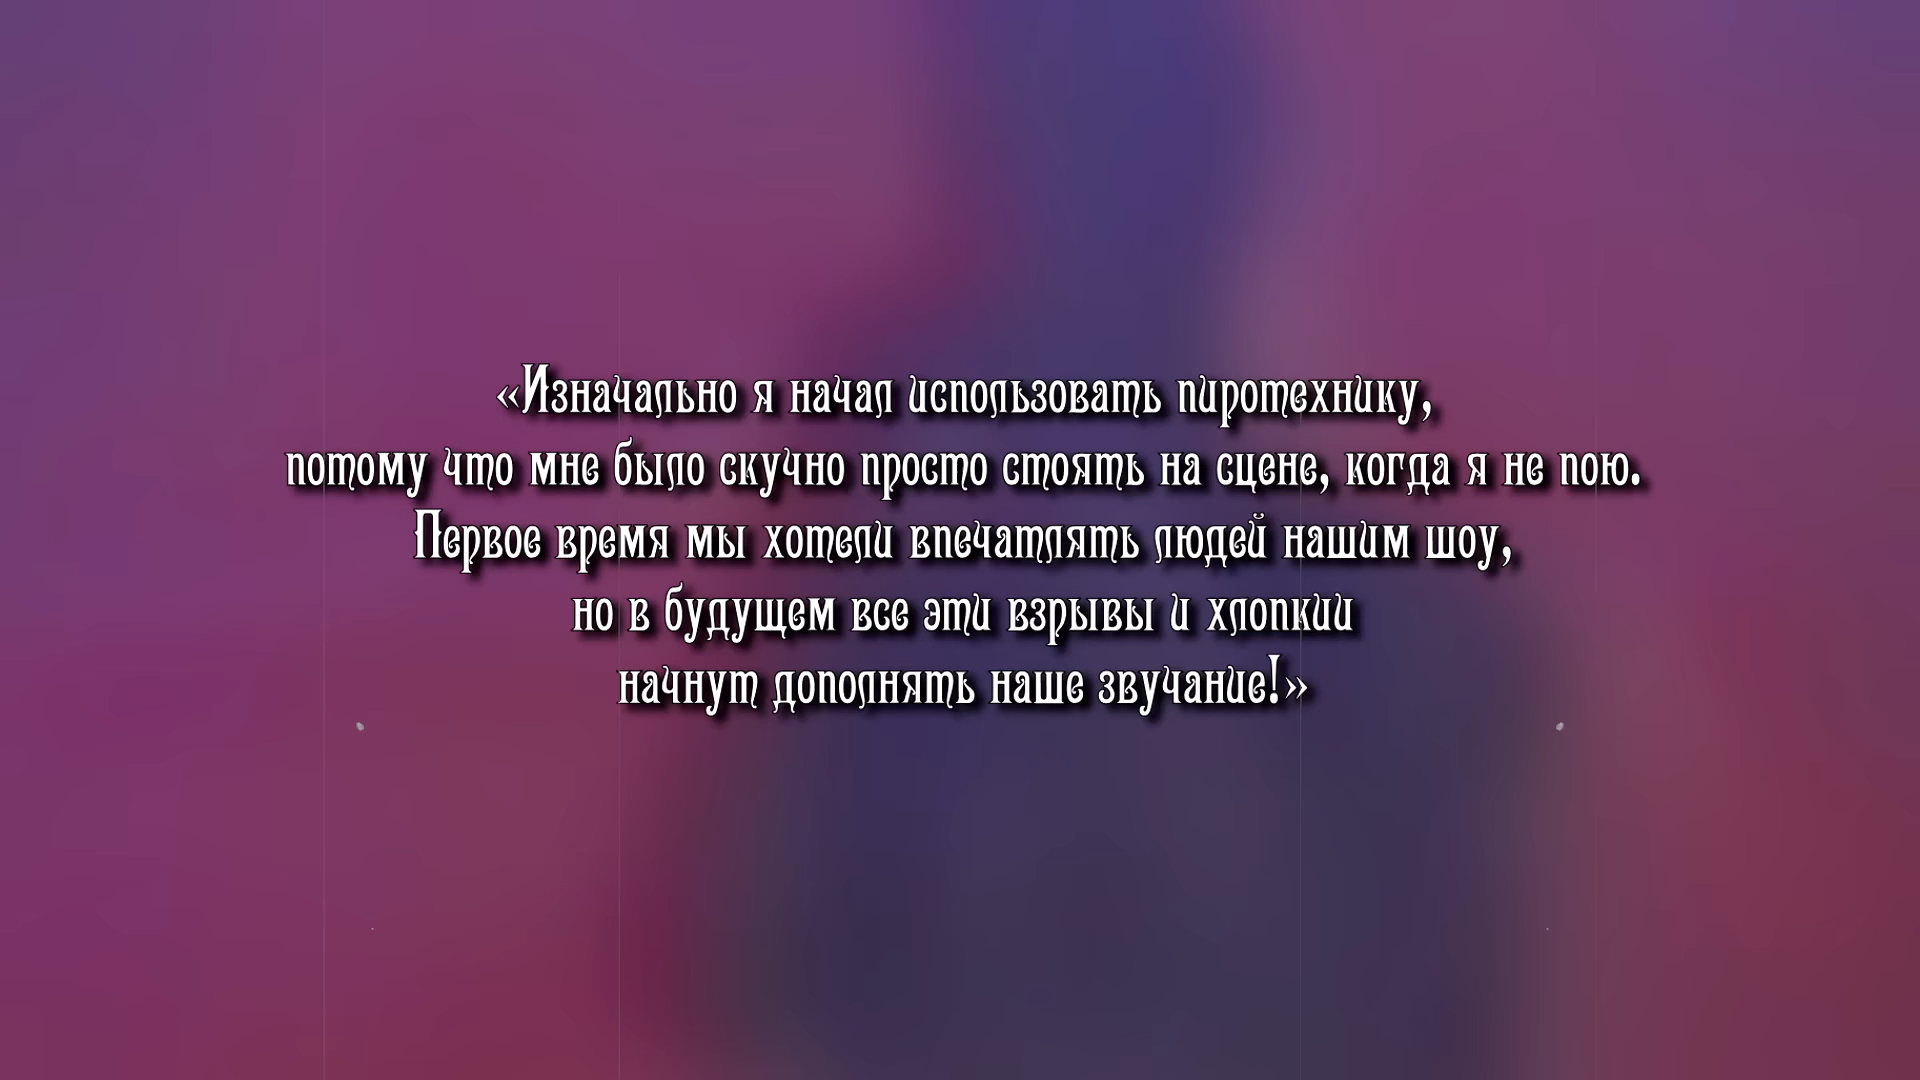 «Изначально я начал использовать пиротехнику,
потому что мне было скучно просто стоять на сцене, когда я не пою.
Первое время мы хотели впечатлять людей нашим шоу,
но в будущем все эти взрывы и хлопкии
начнут дополнять наше звучание!»